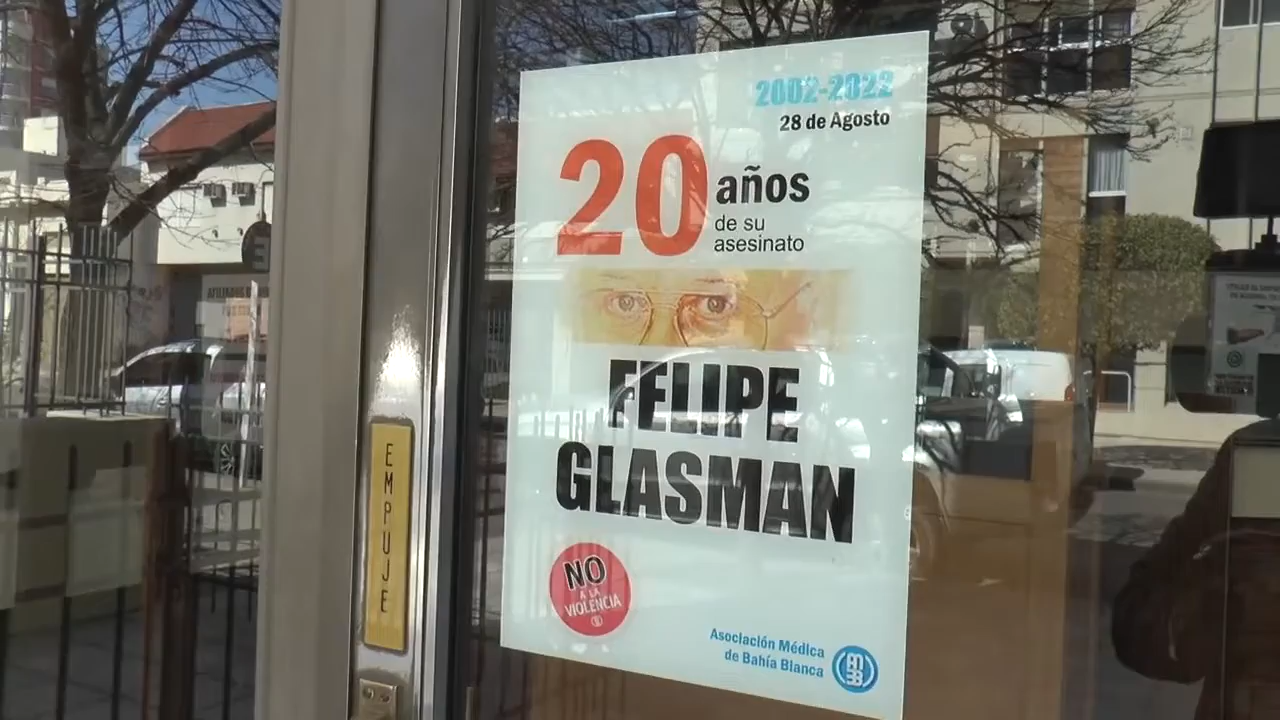 2002-2022
28 de Agosto
20 años
de su
asesinato
FELIPE
GLASMAN
NO
A LA
VIOLENCIA
Asociación Médica
de Bahía Blanca
EMPUJE
E